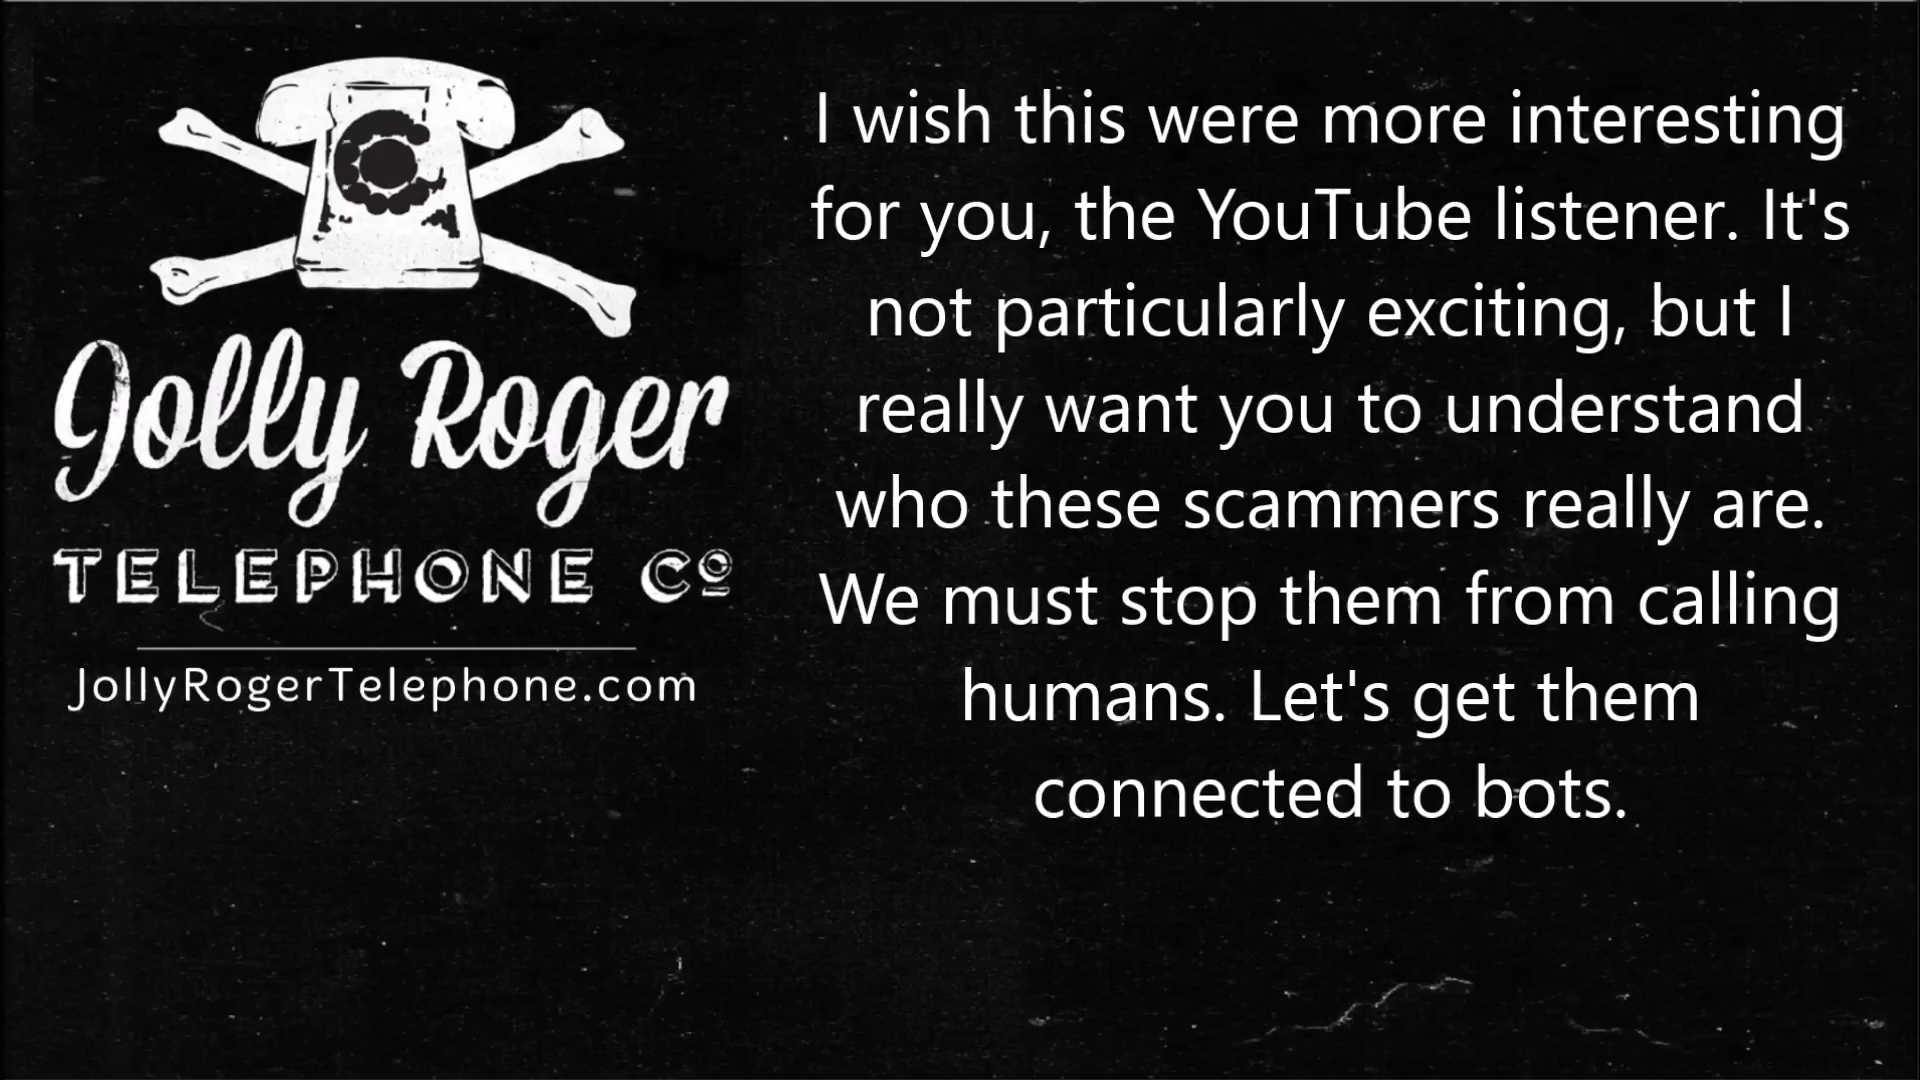 Jolly Roger
TELEPHONE Co
JollyRogerTelephone.com
I wish this were more interesting
for you, the YouTube listener. It's
not particularly exciting, but I
really want you to understand
who these scammers really are.
We must stop them from calling
humans. Let's get them
connected to bots.